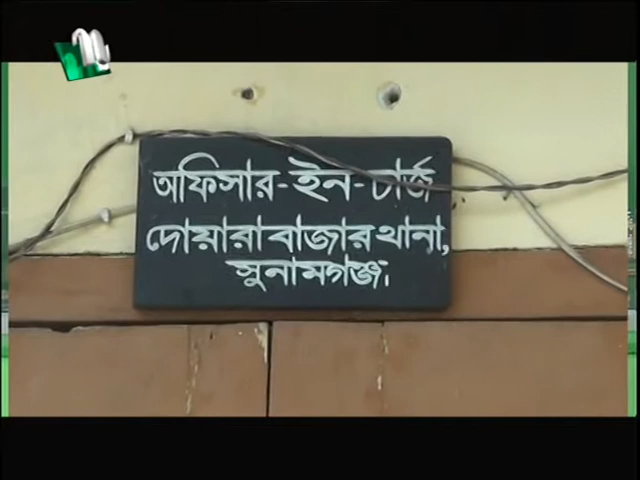 অফিসার-ইন-চার্জ
দোয়ারাবাজার থানা,
সুনামগঞ্জ।